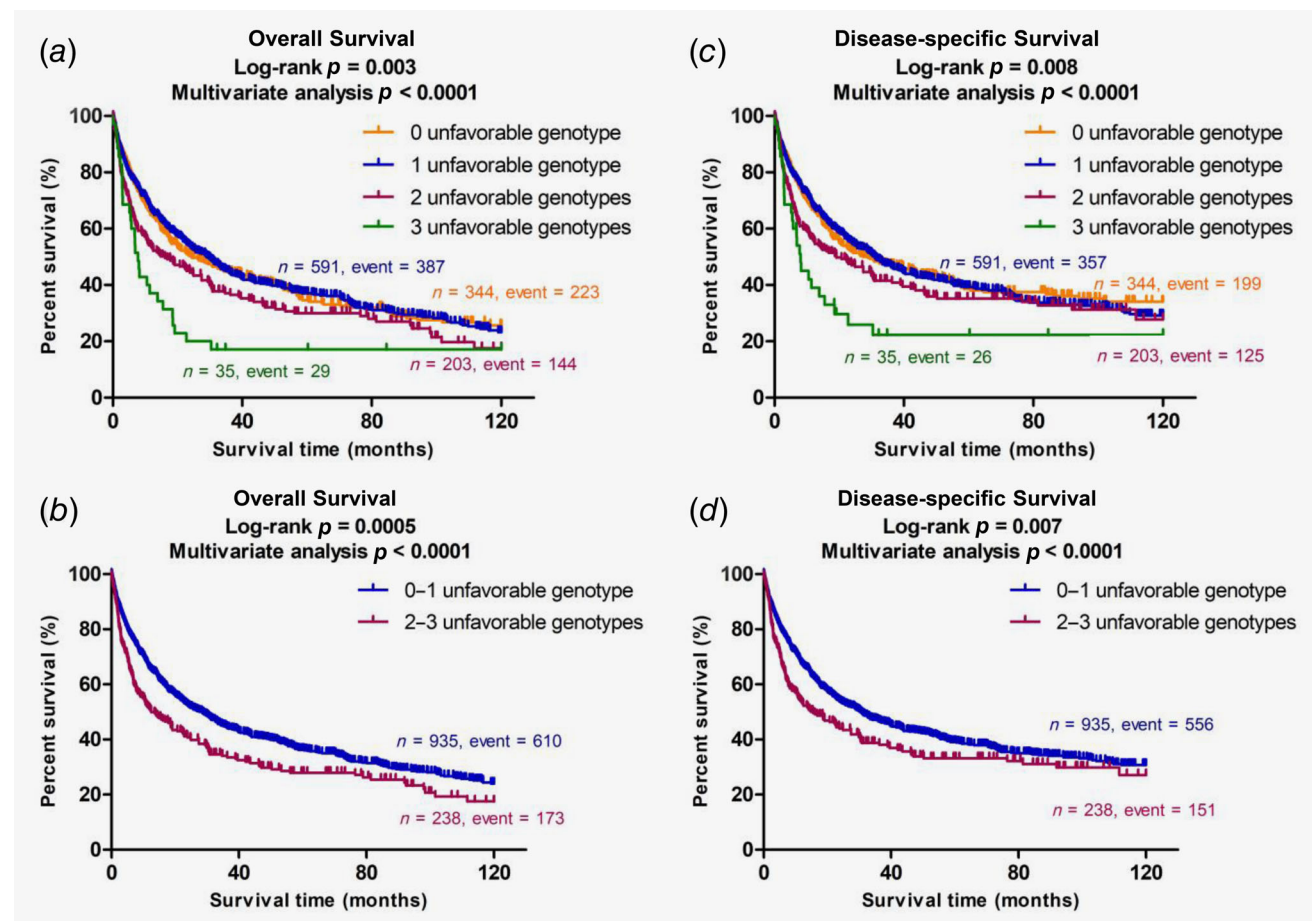 (a)
Overall Survival
Log-rank p = 0.003
Multivariate analysis p < 0.0001
Percent survival (%)
100
80
60
40
20
0
0 unfavorable genotype
1 unfavorable genotype
2 unfavorable genotypes
3 unfavorable genotypes
n = 591, event = 387
n = 344, event = 223
n = 203, event = 144
n = 35, event = 29
0 40 80 120
Survival time (months)
(c)
Disease-specific Survival
Log-rank p = 0.008
Multivariate analysis p < 0.0001
Percent survival (%)
100
80
60
40
20
0
0 unfavorable genotype
1 unfavorable genotype
2 unfavorable genotypes
3 unfavorable genotypes
n = 591, event = 357
n = 344, event = 199
n = 35, event = 26
n = 203, event = 125
0 40 80 120
Survival time (months)
(b)
Overall Survival
Log-rank p = 0.0005
Multivariate analysis p < 0.0001
Percent survival (%)
100
80
60
40
20
0
0–1 unfavorable genotype
2–3 unfavorable genotypes
n = 935, event = 610
n = 238, event = 173
0 40 80 120
Survival time (months)
(d)
Disease-specific Survival
Log-rank p = 0.007
Multivariate analysis p < 0.0001
Percent survival (%)
100
80
60
40
20
0
0–1 unfavorable genotype
2–3 unfavorable genotypes
n = 935, event = 556
n = 238, event = 151
0 40 80 120
Survival time (months)